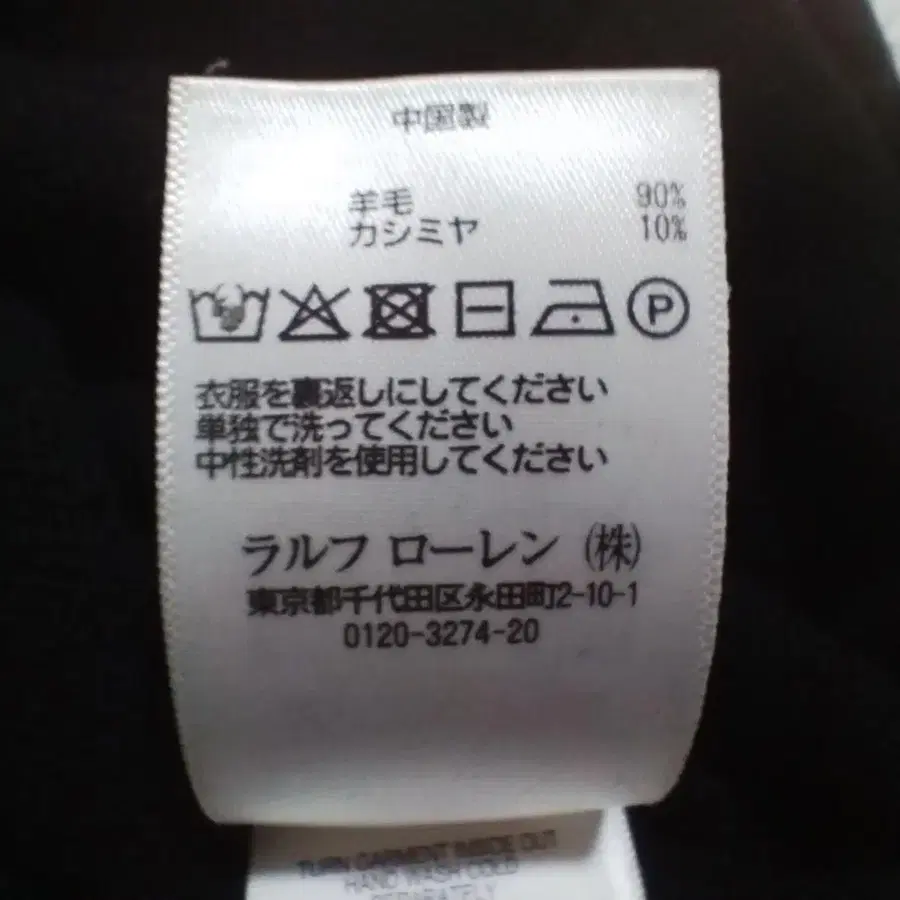 中国製
羊毛 90%
カシミヤ 10%
P
衣服を裏返しにしてください
単独で洗ってください
中性洗剤を使用してください
ラルフ ローレン (株)
東京都千代田区永田町2-10-1
0120-3274-20
TURN GARMENT INSIDE OUT
HAND WASH COLD
SEPARATELY